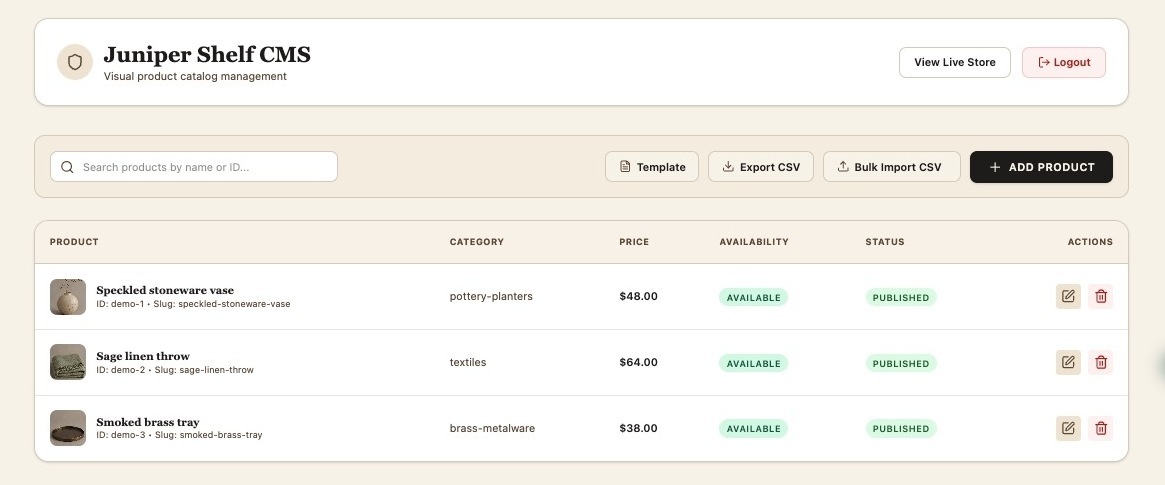 Juniper Shelf CMS
Visual product catalog management
View Live Store
Logout
Search products by name or ID...
Template
Export CSV
Bulk Import CSV
ADD PRODUCT
PRODUCT CATEGORY PRICE AVAILABILITY STATUS ACTIONS
Speckled stoneware vase
ID: demo-1 • Slug: speckled-stoneware-vase
pottery-planters $48.00 AVAILABLE PUBLISHED
Sage linen throw
ID: demo-2 • Slug: sage-linen-throw
textiles $64.00 AVAILABLE PUBLISHED
Smoked brass tray
ID: demo-3 • Slug: smoked-brass-tray
brass-metalware $38.00 AVAILABLE PUBLISHED